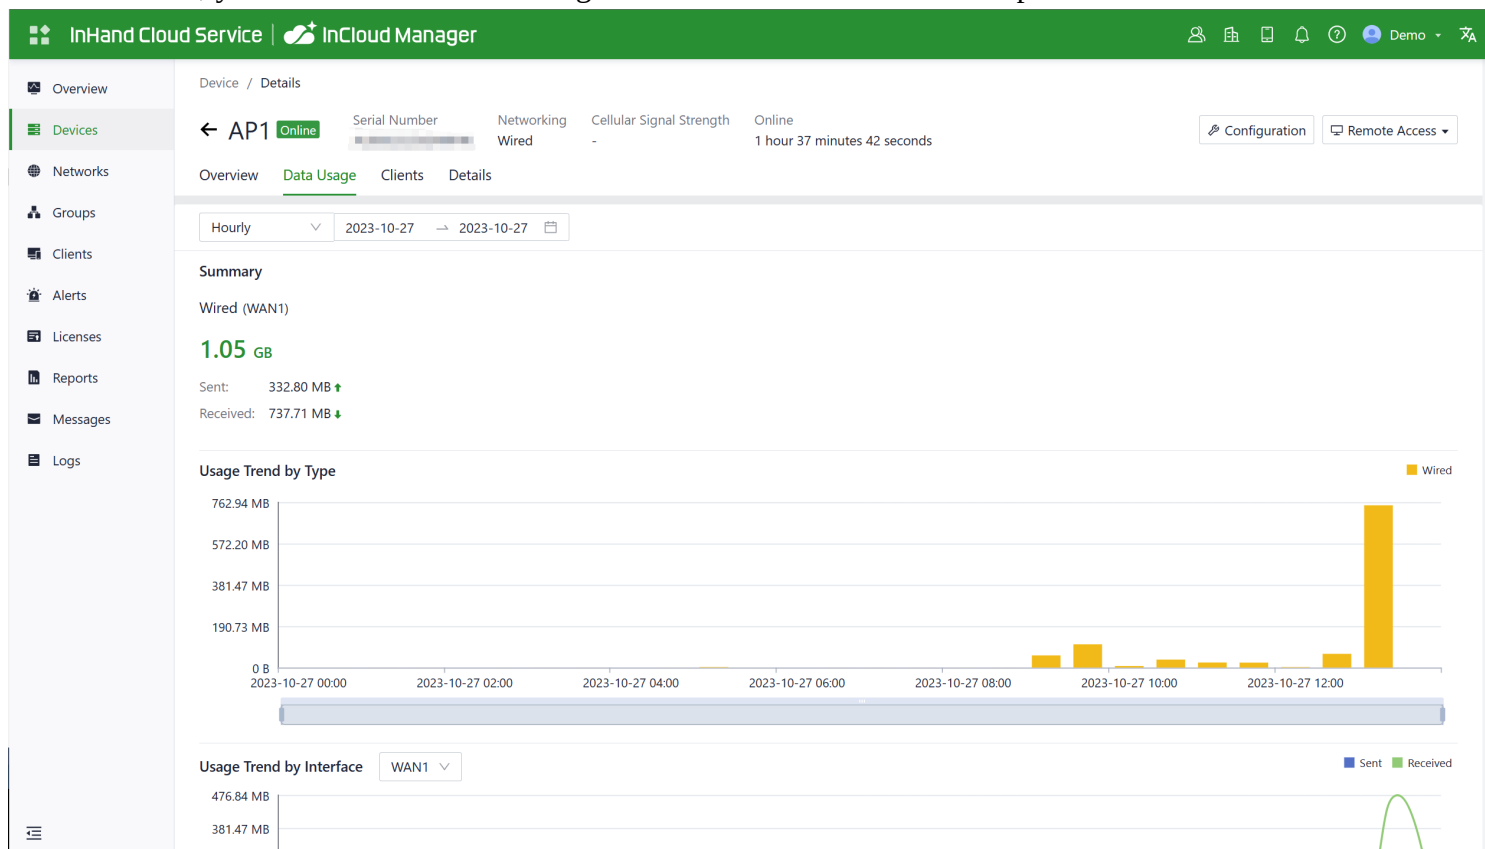 InHand Cloud Service | InCloud Manager
Demo
Overview
Devices
Networks
Groups
Clients
Alerts
Licenses
Reports
Messages
Logs
Device / Details
AP1 Online
Serial Number
Networking
Wired
Cellular Signal Strength
-
Online
1 hour 37 minutes 42 seconds
Configuration
Remote Access
Overview Data Usage Clients Details
Hourly 2023-10-27 → 2023-10-27
Summary
Wired (WAN1)
1.05 GB
Sent: 332.80 MB
Received: 737.71 MB
Usage Trend by Type
Wired
762.94 MB
572.20 MB
381.47 MB
190.73 MB
0 B
2023-10-27 00:00 2023-10-27 02:00 2023-10-27 04:00 2023-10-27 06:00 2023-10-27 08:00 2023-10-27 10:00 2023-10-27 12:00
Usage Trend by Interface WAN1
Sent Received
476.84 MB
381.47 MB